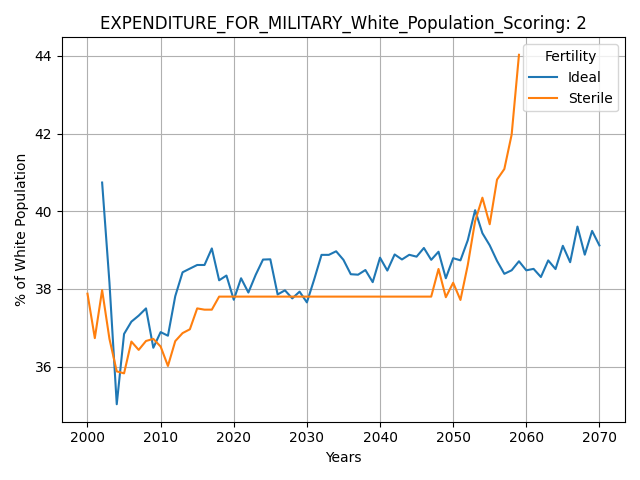 EXPENDITURE_FOR_MILITARY_White_Population_Scoring: 2
Fertility
Ideal
Sterile
% of White Population
44
42
40
38
36
2000 2010 2020 2030 2040 2050 2060 2070
Years